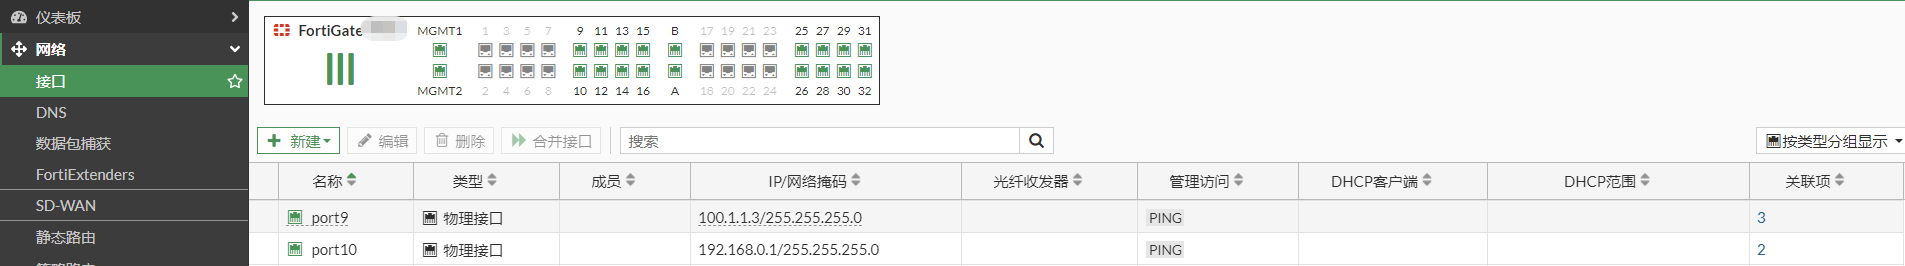 仪表板
网络
接口
DNS
数据包捕获
FortiExtenders
SD-WAN
静态路由
FortiGate
MGMT1 1 3 5 7 9 11 13 15 B 17 19 21 23 25 27 29 31
MGMT2 2 4 6 8 10 12 14 16 A 18 20 22 24 26 28 30 32
新建 编辑 删除 合并接口 搜索 按类型分组显示
名称 类型 成员 IP/网络掩码 光纤收发器 管理访问 DHCP客户端 DHCP范围 关联项
port9 物理接口 100.1.1.3/255.255.255.0 PING 3
port10 物理接口 192.168.0.1/255.255.255.0 PING 2